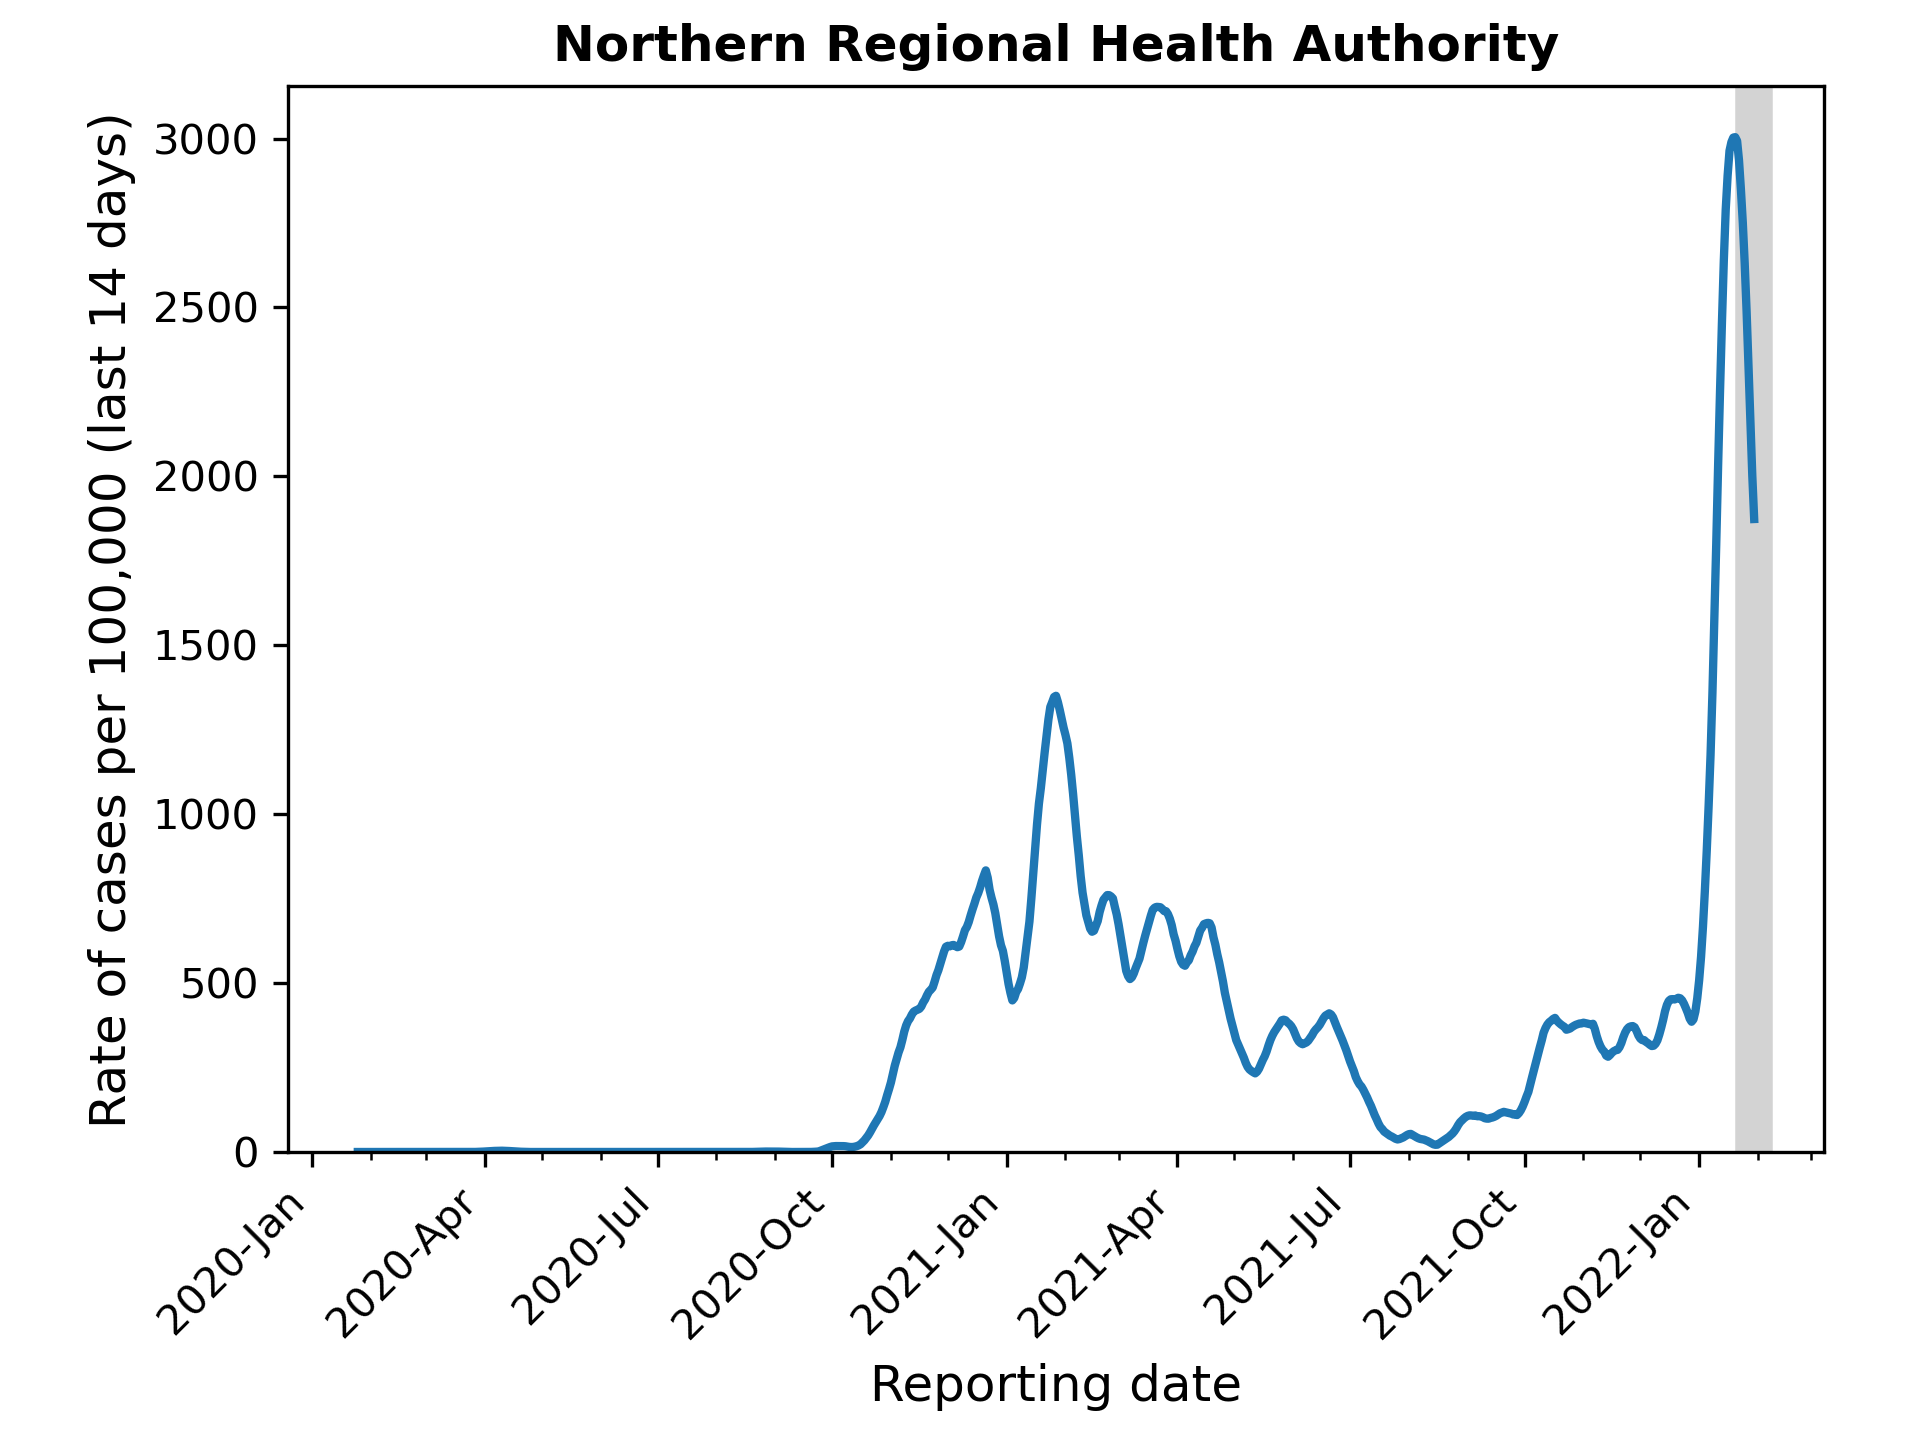 Northern Regional Health Authority
Rate of cases per 100,000 (last 14 days)
3000
2500
2000
1500
1000
500
0
2020-Jan
2020-Apr
2020-Jul
2020-Oct
2021-Jan
2021-Apr
2021-Jul
2021-Oct
2022-Jan
Reporting date